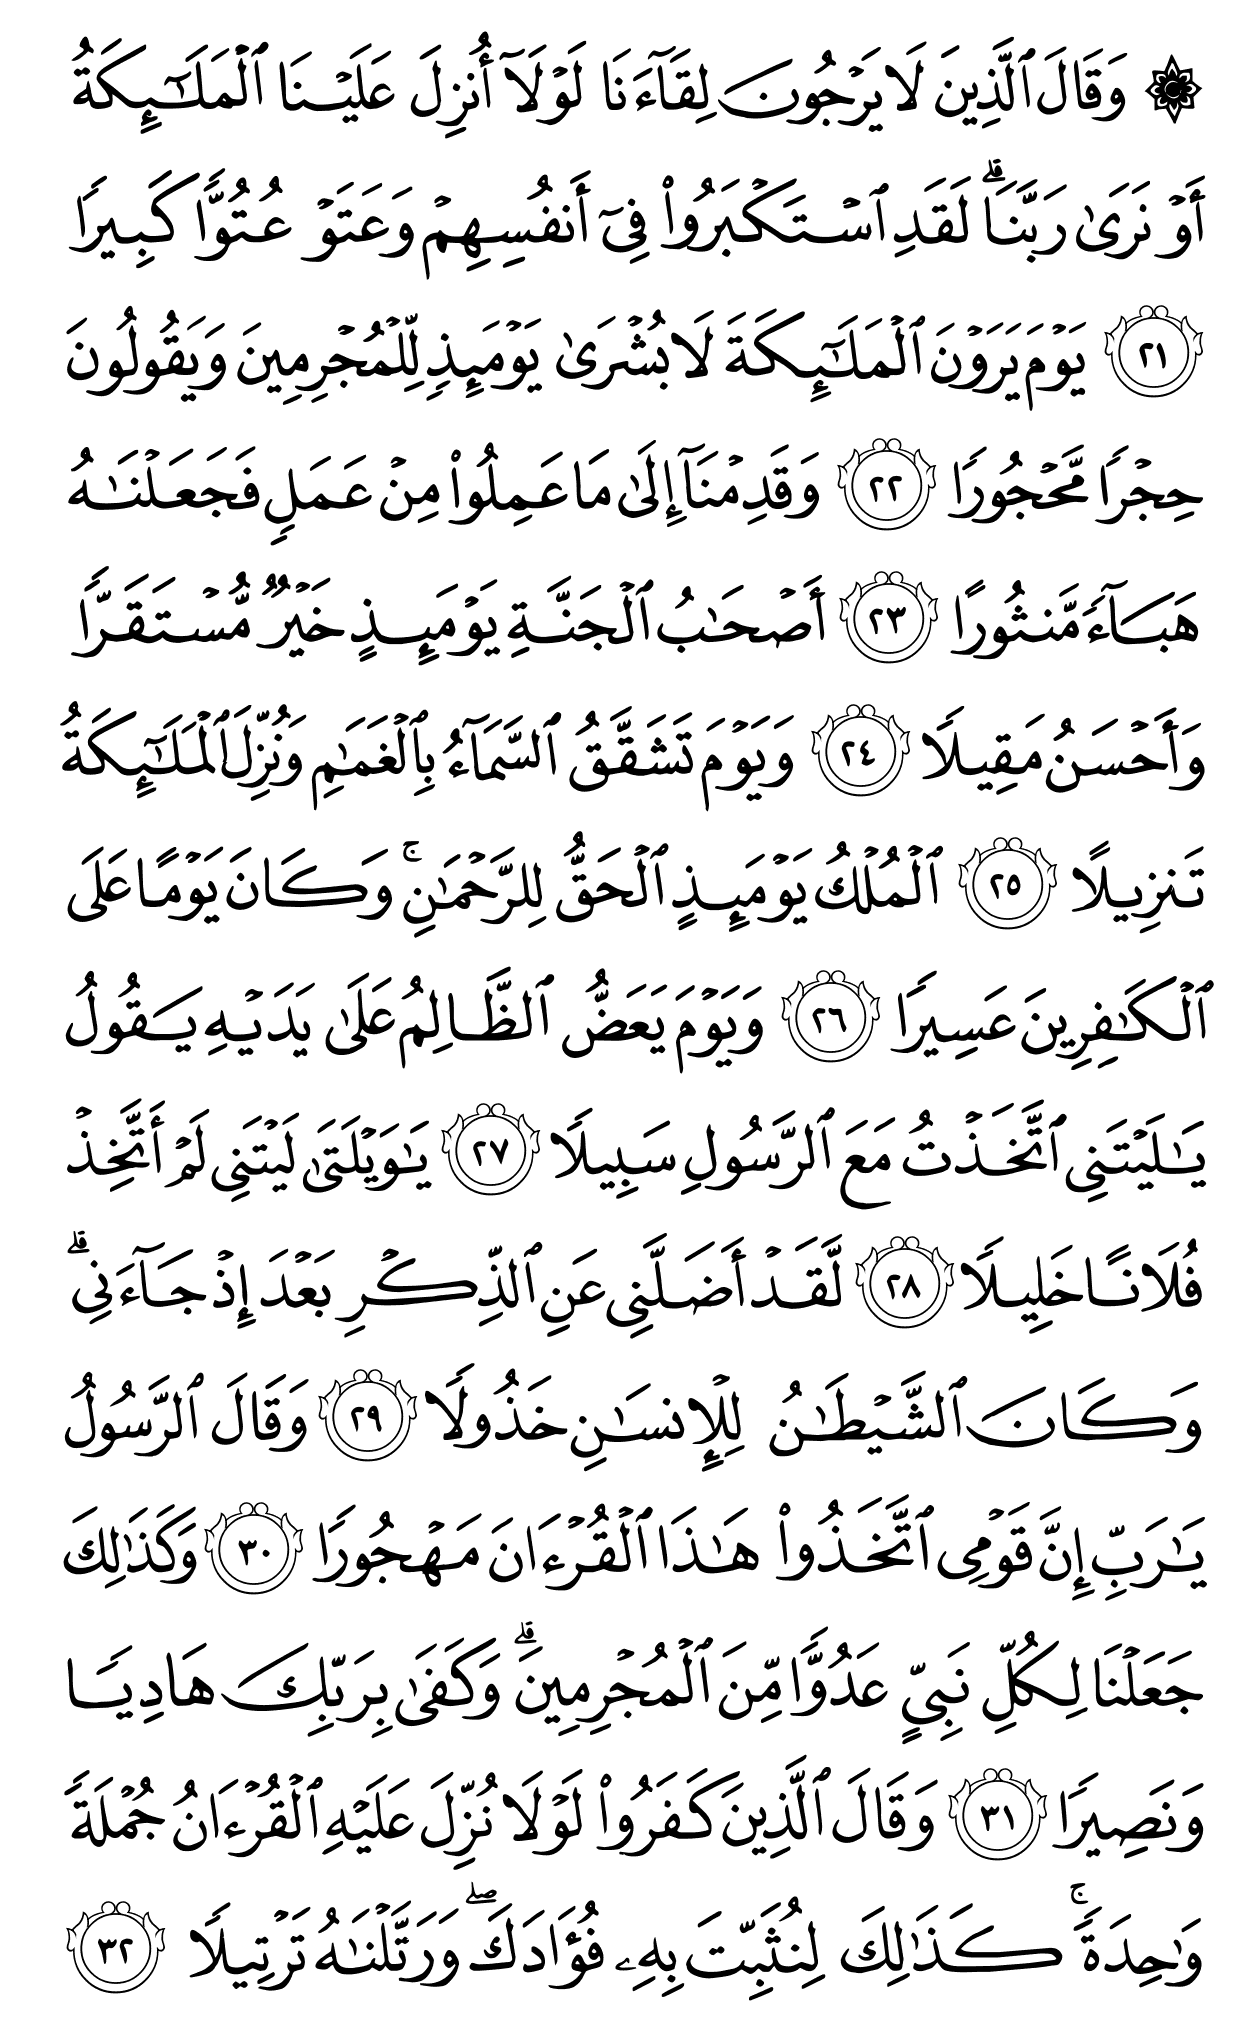 ۞ وَقَالَ ٱلَّذِينَ لَا يَرۡجُونَ لِقَآءَنَا لَوۡلَآ أُنزِلَ عَلَيۡنَا ٱلۡمَلَٰٓئِكَةُ
أَوۡ نَرَىٰ رَبَّنَاۗ لَقَدِ ٱسۡتَكۡبَرُواْ فِيٓ أَنفُسِهِمۡ وَعَتَوۡ عُتُوّٗا كَبِيرٗا
٢١ يَوۡمَ يَرَوۡنَ ٱلۡمَلَٰٓئِكَةَ لَا بُشۡرَىٰ يَوۡمَئِذٖ لِّلۡمُجۡرِمِينَ وَيَقُولُونَ
حِجۡرٗا مَّحۡجُورٗا ٢٢ وَقَدِمۡنَآ إِلَىٰ مَا عَمِلُواْ مِنۡ عَمَلٖ فَجَعَلۡنَٰهُ
هَبَآءٗ مَّنثُورًا ٢٣ أَصۡحَٰبُ ٱلۡجَنَّةِ يَوۡمَئِذٍ خَيۡرٞ مُّسۡتَقَرّٗا
وَأَحۡسَنُ مَقِيلٗا ٢٤ وَيَوۡمَ تَشَقَّقُ ٱلسَّمَآءُ بِٱلۡغَمَٰمِ وَنُزِّلَ ٱلۡمَلَٰٓئِكَةُ
تَنزِيلًا ٢٥ ٱلۡمُلۡكُ يَوۡمَئِذٍ ٱلۡحَقُّ لِلرَّحۡمَٰنِۚ وَكَانَ يَوۡمًا عَلَى
ٱلۡكَٰفِرِينَ عَسِيرٗا ٢٦ وَيَوۡمَ يَعَضُّ ٱلظَّالِمُ عَلَىٰ يَدَيۡهِ يَقُولُ
يَٰلَيۡتَنِي ٱتَّخَذۡتُ مَعَ ٱلرَّسُولِ سَبِيلٗا ٢٧ يَٰوَيۡلَتَىٰ لَيۡتَنِي لَمۡ أَتَّخِذۡ
فُلَانًا خَلِيلٗا ٢٨ لَّقَدۡ أَضَلَّنِي عَنِ ٱلذِّكۡرِ بَعۡدَ إِذۡ جَآءَنِيۗ
وَكَانَ ٱلشَّيۡطَٰنُ لِلۡإِنسَٰنِ خَذُولٗا ٢٩ وَقَالَ ٱلرَّسُولُ
يَٰرَبِّ إِنَّ قَوۡمِي ٱتَّخَذُواْ هَٰذَا ٱلۡقُرۡءَانَ مَهۡجُورٗا ٣٠ وَكَذَٰلِكَ
جَعَلۡنَا لِكُلِّ نَبِيٍّ عَدُوّٗا مِّنَ ٱلۡمُجۡرِمِينَۗ وَكَفَىٰ بِرَبِّكَ هَادِيٗا
وَنَصِيرٗا ٣١ وَقَالَ ٱلَّذِينَ كَفَرُواْ لَوۡلَا نُزِّلَ عَلَيۡهِ ٱلۡقُرۡءَانُ جُمۡلَةٗ
وَٰحِدَةٗۚ كَذَٰلِكَ لِنُثَبِّتَ بِهِۦ فُؤَادَكَۖ وَرَتَّلۡنَٰهُ تَرۡتِيلٗا ٣٢